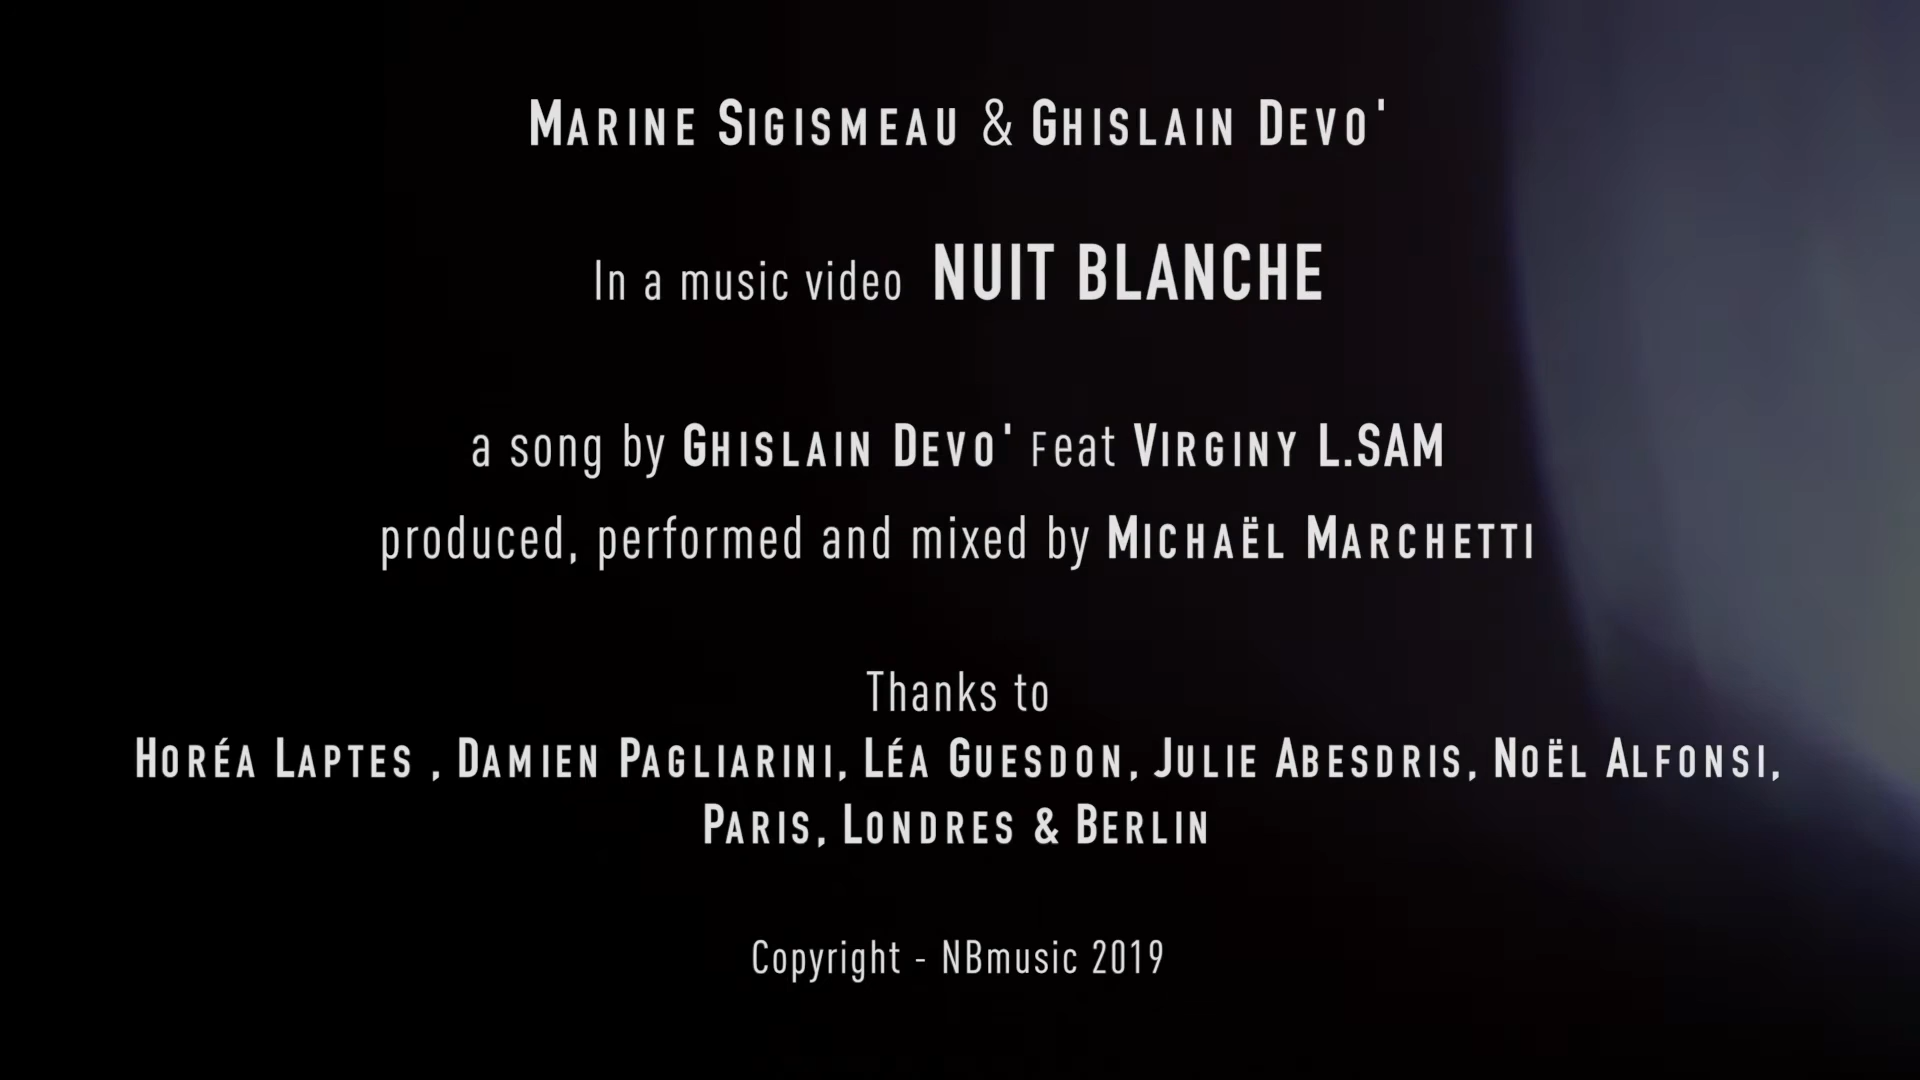 Marine Sigismeau & Ghislain Devo'
In a music video NUIT BLANCHE
a song by Ghislain Devo' Feat Virginy L.SAM
produced, performed and mixed by Michaël Marchetti
Thanks to
Horéa Laptes , Damien Pagliarini, Léa Guesdon, Julie Abesdris, Noël Alfonsi,
Paris, Londres & Berlin
Copyright - NBmusic 2019